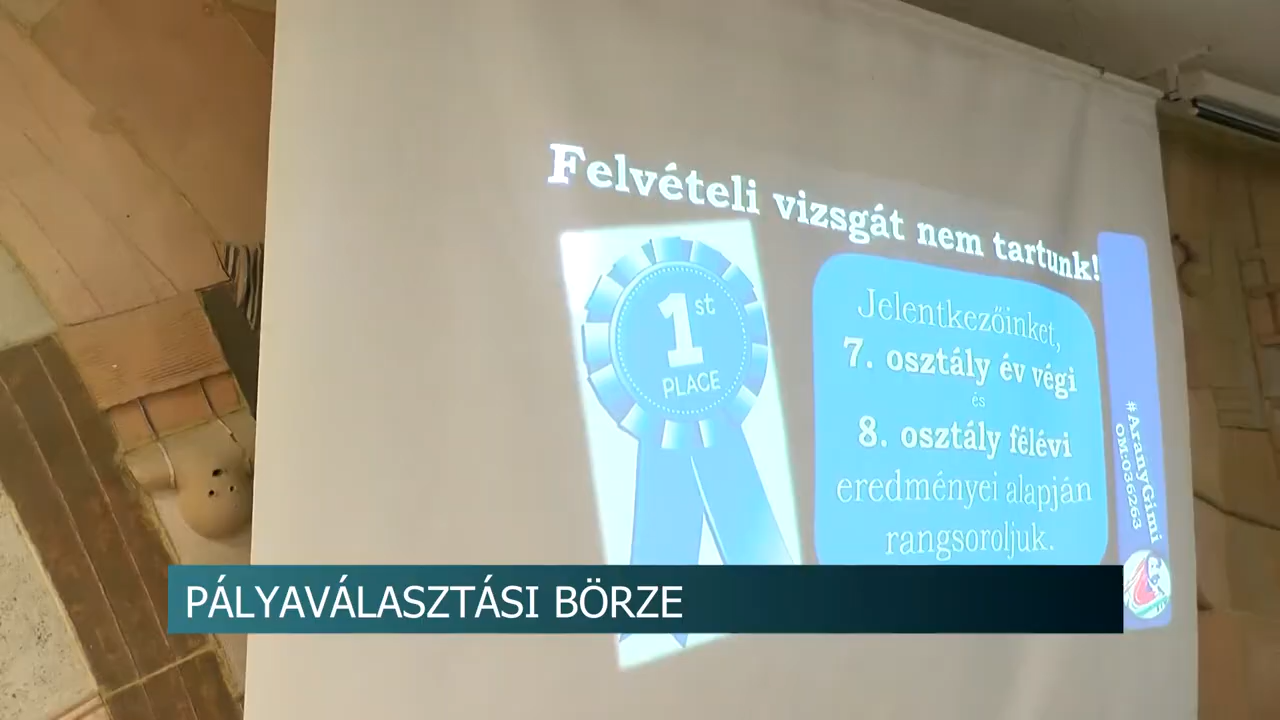 Felvételi vizsgát nem tartunk!
1st
PLACE
Jelentkezőinket,
7. osztály év végi
és
8. osztály félévi
eredményei alapján
rangsoroljuk.
#AranyGimi
OM:036263
PÁLYAVÁLASZTÁSI BÖRZE